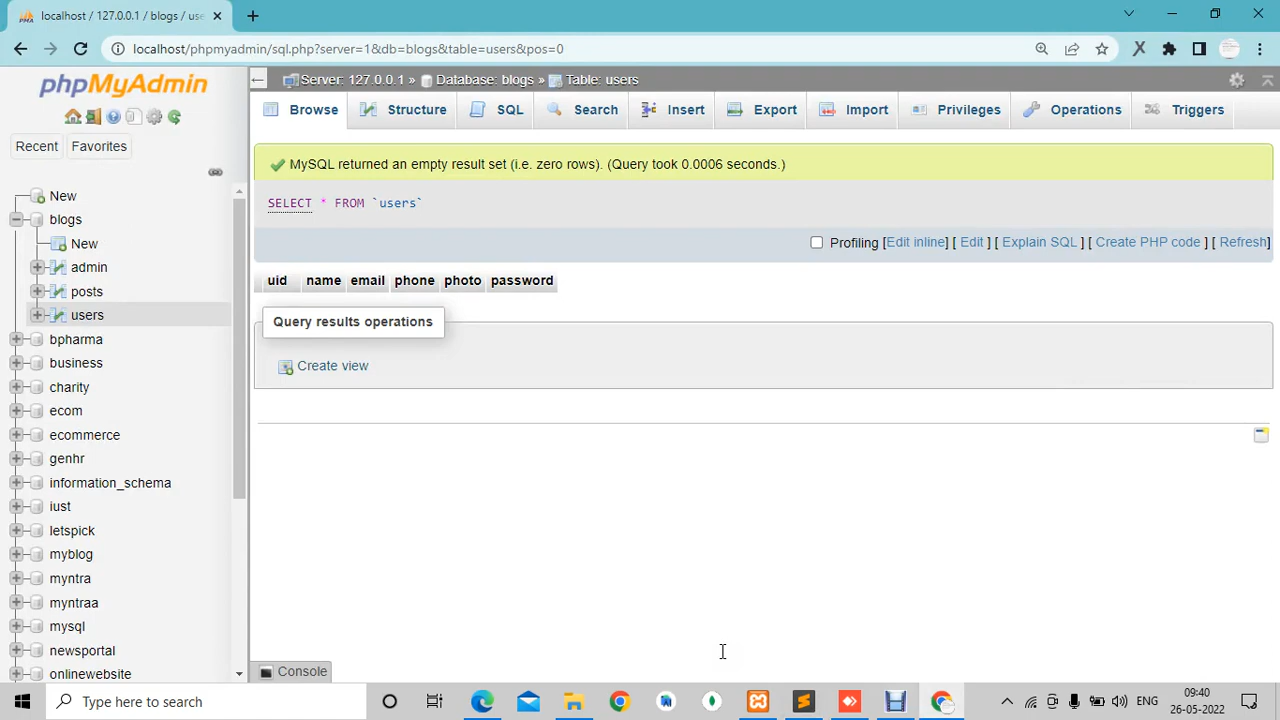 localhost / 127.0.0.1 / blogs / use
localhost/phpmyadmin/sql.php?server=1&db=blogs&table=users&pos=0
phpMyAdmin
Recent Favorites
New
blogs
New
admin
posts
users
bpharma
business
charity
ecom
ecommerce
genhr
information_schema
iust
letspick
myblog
myntra
myntraa
mysql
newsportal
onlinewebsite
Server: 127.0.0.1 » Database: blogs » Table: users
Browse Structure SQL Search Insert Export Import Privileges Operations Triggers
MySQL returned an empty result set (i.e. zero rows). (Query took 0.0006 seconds.)
SELECT * FROM `users`
Profiling [Edit inline] [ Edit ] [ Explain SQL ] [ Create PHP code ] [ Refresh]
uid name email phone photo password
Query results operations
Create view
Console
Type here to search
ENG
09:40
26-05-2022